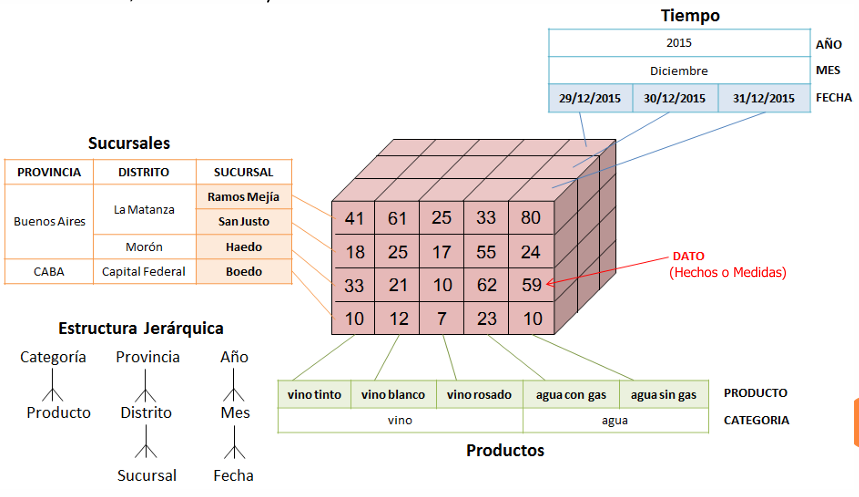 Tiempo
2015 AÑO
Diciembre MES
29/12/2015 30/12/2015 31/12/2015 FECHA
Sucursales
PROVINCIA DISTRITO SUCURSAL
Buenos Aires La Matanza Ramos Mejía
San Justo
Morón Haedo
CABA Capital Federal Boedo
41 61 25 33 80
18 25 17 55 24
33 21 10 62 59
10 12 7 23 10
DATO
(Hechos o Medidas)
Estructura Jerárquica
Categoría Provincia Año
Producto Distrito Mes
Sucursal Fecha
vino tinto vino blanco vino rosado agua con gas agua sin gas PRODUCTO
vino agua CATEGORIA
Productos